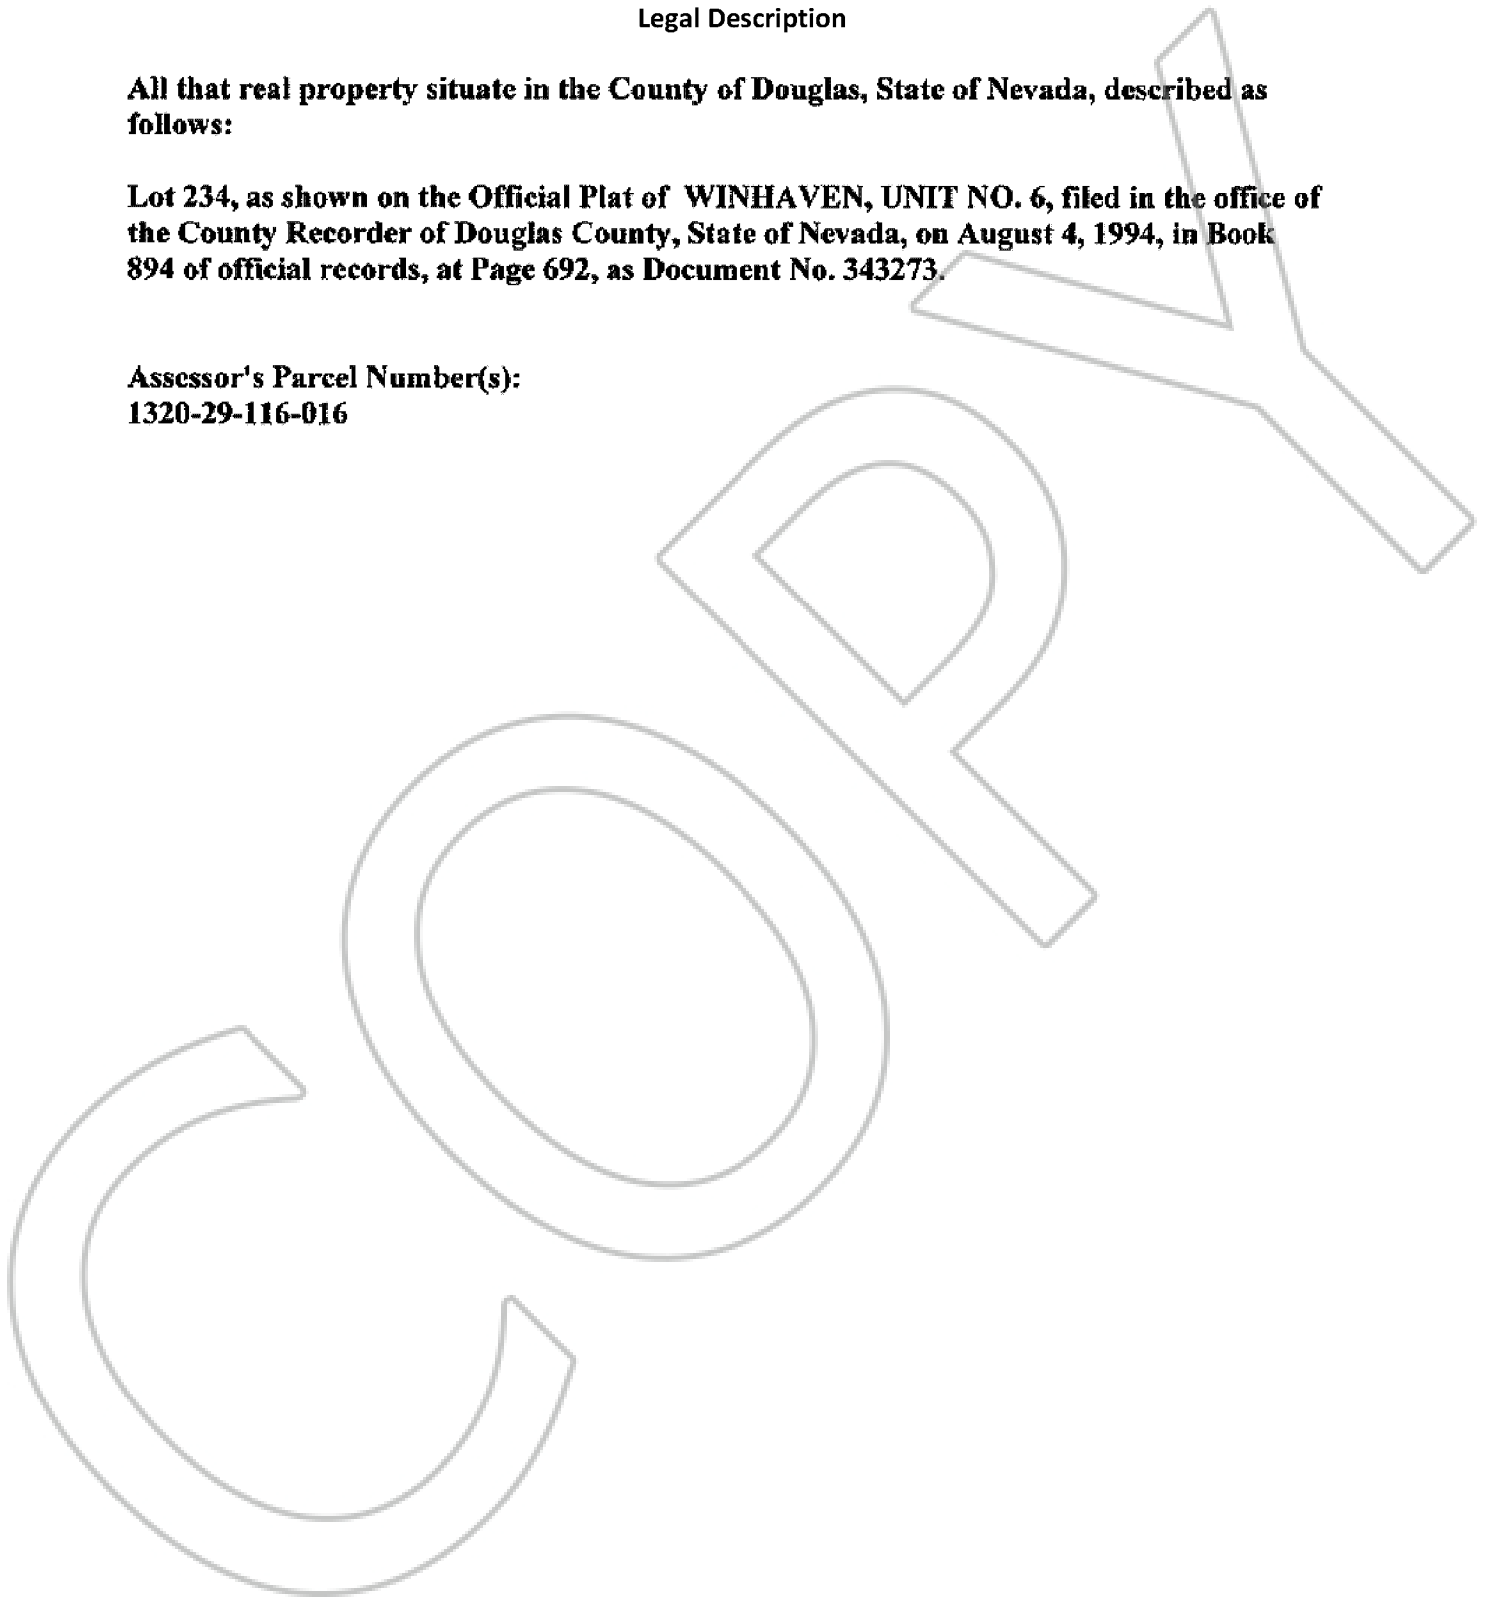 Legal Description
All that real property situate in the County of Douglas, State of Nevada, described as
follows:
Lot 234, as shown on the Official Plat of WINHAVEN, UNIT NO. 6, filed in the office of
the County Recorder of Douglas County, State of Nevada, on August 4, 1994, in Book
894 of official records, at Page 692, as Document No. 343273.
Assessor's Parcel Number(s):
1320-29-116-016
COPY